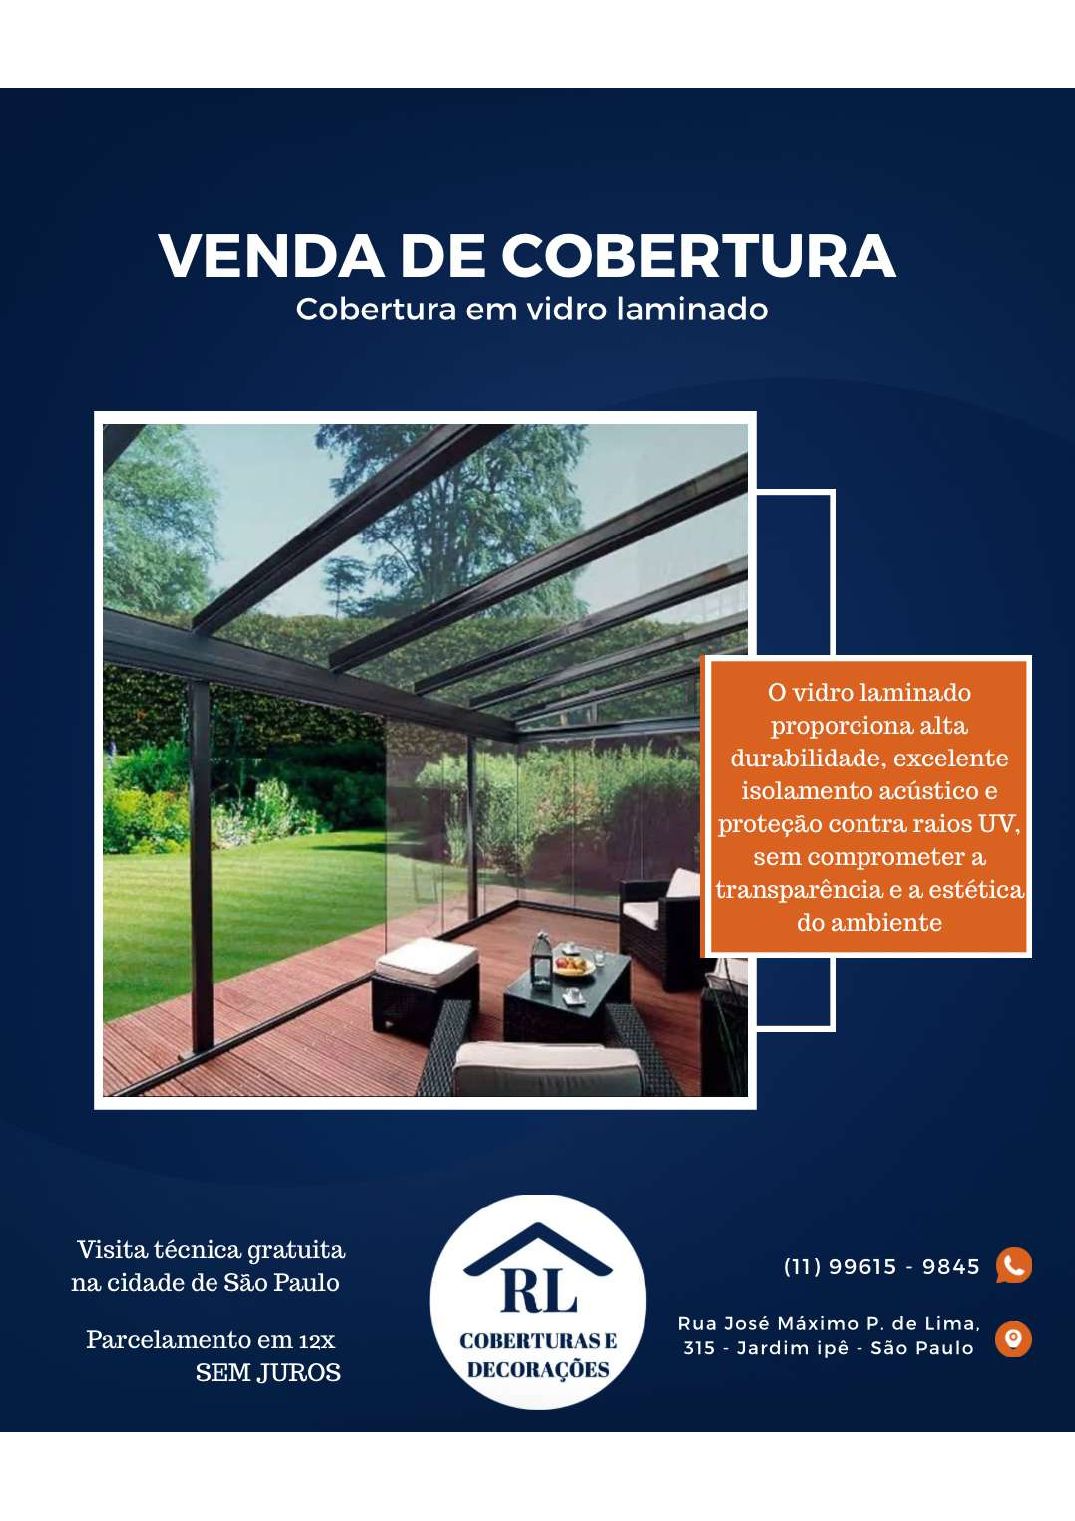 VENDA DE COBERTURA
Cobertura em vidro laminado
O vidro laminado
proporciona alta
durabilidade, excelente
isolamento acústico e
proteção contra raios UV,
sem comprometer a
transparência e a estética
do ambiente
Visita técnica gratuita
na cidade de São Paulo
Parcelamento em 12x
SEM JUROS
RL
COBERTURAS E
DECORAÇÕES
(11) 99615 - 9845
Rua José Máximo P. de Lima,
315 - Jardim ipê - São Paulo